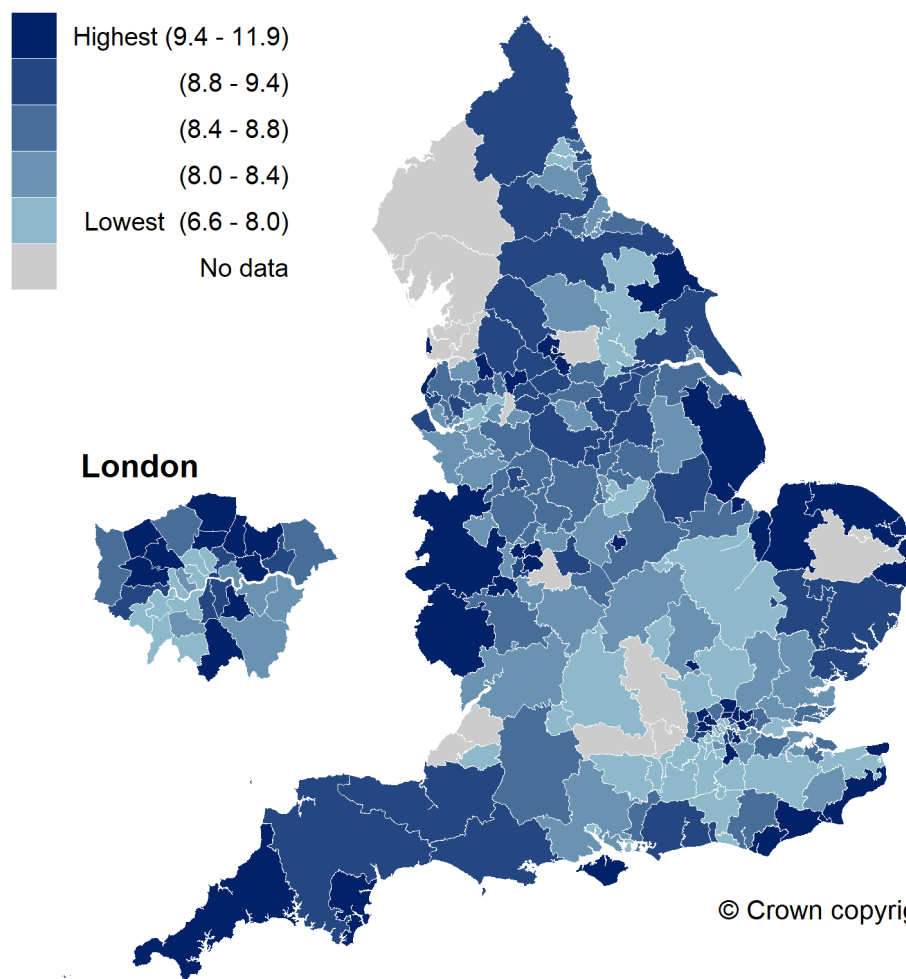 Highest (9.4 - 11.9)
(8.8 - 9.4)
(8.4 - 8.8)
(8.0 - 8.4)
Lowest (6.6 - 8.0)
No data
London
© Crown